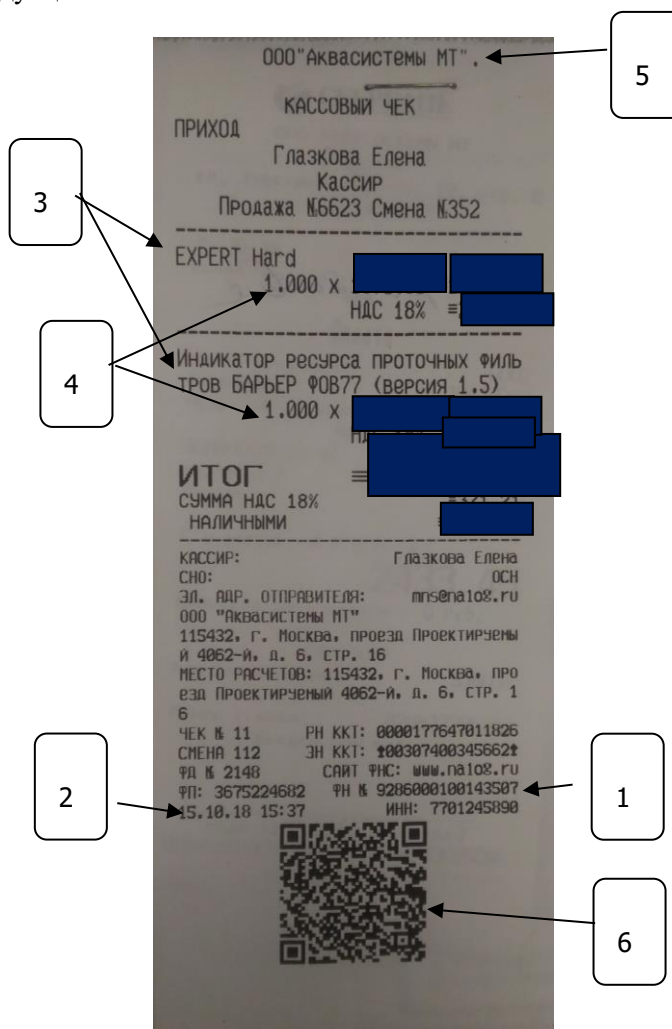 ООО"Аквасистемы МТ".
5
КАССОВЫЙ ЧЕК
ПРИХОД
Глазкова Елена
Кассир
Продажа №6623 Смена №352
3
EXPERT Hard
1.000 X
НДС 18% =
4
Индикатор ресурса проточных филь
тров БАРЬЕР ФОВ77 (версия 1.5)
1.000 X
ИТОГ =
СУММА НДС 18%
НАЛИЧНЫМИ
КАССИР: Глазкова Елена
СНО: ОСН
ЭЛ. АДР. ОТПРАВИТЕЛЯ: mns@nalog.ru
ООО "Аквасистемы МТ"
115432, г. Москва, проезд Проектируемы
й 4062-й, д. 6, стр. 16
МЕСТО РАСЧЕТОВ: 115432, г. Москва, про
езд Проектируемый 4062-й, д. 6, стр. 1
6
ЧЕК № 11 РН ККТ: 0000177647011826
СМЕНА 112 ЗН ККТ: 00307400345662
ФД № 2148 САЙТ ФНС: www.nalog.ru
ФП: 3675224682 ФН № 9286000100143507
15.10.18 15:37 ИНН: 7701245890
2
1
6